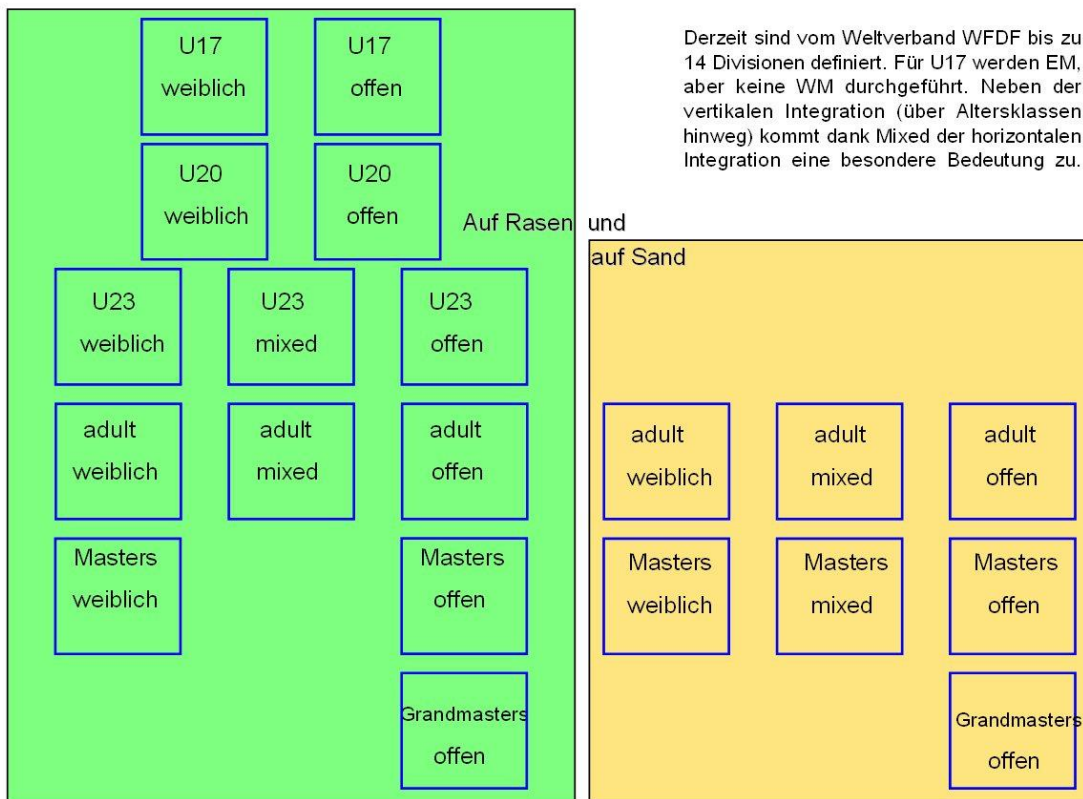 U17
weiblich
U17
offen
Derzeit sind vom Weltverband WFDF bis zu
14 Divisionen definiert. Für U17 werden EM,
aber keine WM durchgeführt. Neben der
vertikalen Integration (über Altersklassen
hinweg) kommt dank Mixed der horizontalen
Integration eine besondere Bedeutung zu.
U20
weiblich
U20
offen
Auf Rasen und
auf Sand
U23
weiblich
U23
mixed
U23
offen
adult
weiblich
adult
mixed
adult
offen
adult
weiblich
adult
mixed
adult
offen
Masters
weiblich
Masters
offen
Masters
weiblich
Masters
mixed
Masters
offen
Grandmasters
offen
Grandmasters
offen